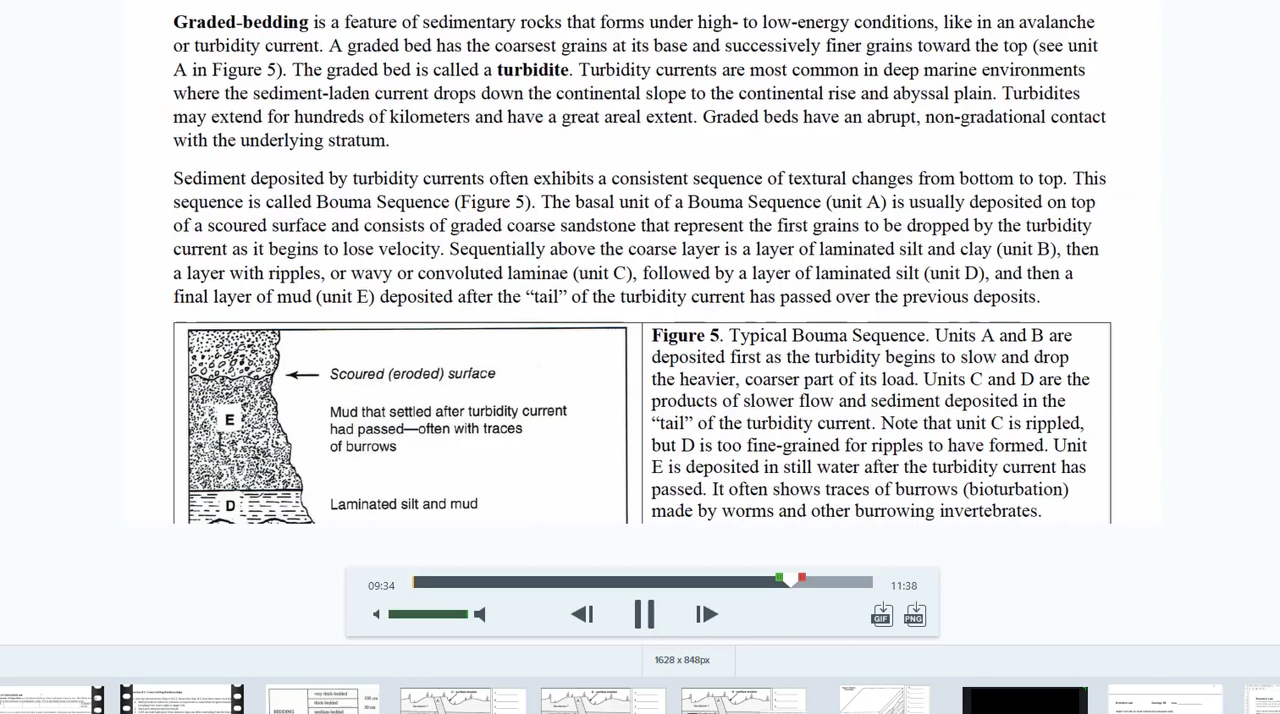 Graded-bedding is a feature of sedimentary rocks that forms under high- to low-energy conditions, like in an avalanche
or turbidity current. A graded bed has the coarsest grains at its base and successively finer grains toward the top (see unit
A in Figure 5). The graded bed is called a turbidite. Turbidity currents are most common in deep marine environments
where the sediment-laden current drops down the continental slope to the continental rise and abyssal plain. Turbidites
may extend for hundreds of kilometers and have a great areal extent. Graded beds have an abrupt, non-gradational contact
with the underlying stratum.
Sediment deposited by turbidity currents often exhibits a consistent sequence of textural changes from bottom to top. This
sequence is called Bouma Sequence (Figure 5). The basal unit of a Bouma Sequence (unit A) is usually deposited on top
of a scoured surface and consists of graded coarse sandstone that represent the first grains to be dropped by the turbidity
current as it begins to lose velocity. Sequentially above the coarse layer is a layer of laminated silt and clay (unit B), then
a layer with ripples, or wavy or convoluted laminae (unit C), followed by a layer of laminated silt (unit D), and then a
final layer of mud (unit E) deposited after the “tail” of the turbidity current has passed over the previous deposits.
Scoured (eroded) surface
E
Mud that settled after turbidity current
had passed—often with traces
of burrows
D
Laminated silt and mud
Figure 5. Typical Bouma Sequence. Units A and B are
deposited first as the turbidity begins to slow and drop
the heavier, coarser part of its load. Units C and D are the
products of slower flow and sediment deposited in the
“tail” of the turbidity current. Note that unit C is rippled,
but D is too fine-grained for ripples to have formed. Unit
E is deposited in still water after the turbidity current has
passed. It often shows traces of burrows (bioturbation)
made by worms and other burrowing invertebrates.
09:34
11:38
GIF
PNG
1628 x 848px
very thick-bedded
100 cm
thick-bedded
30 cm
medium-bedded
BEDDING